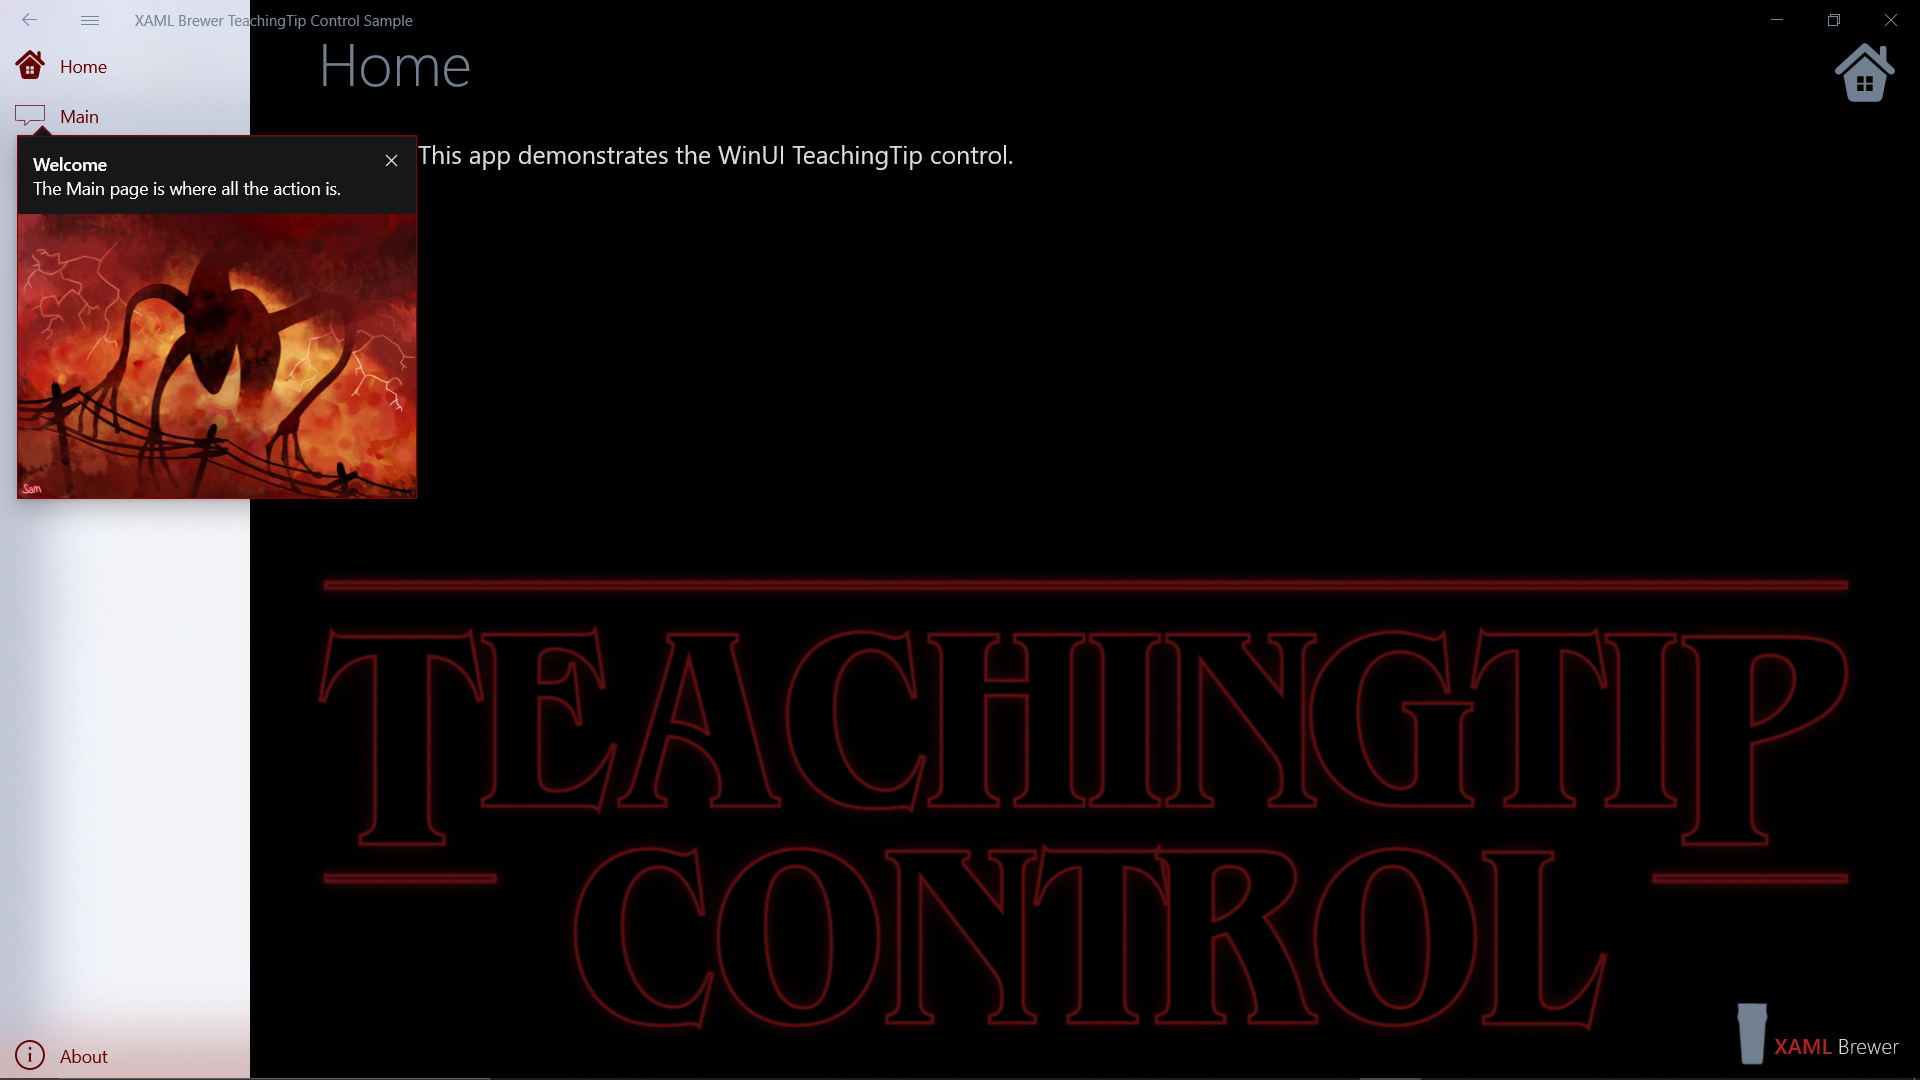 XAML Brewer TeachingTip Control Sample
Home
Home
Main
Welcome
The Main page is where all the action is.
This app demonstrates the WinUI TeachingTip control.
Sam
TEACHINGTIP
CONTROL
About
XAML Brewer